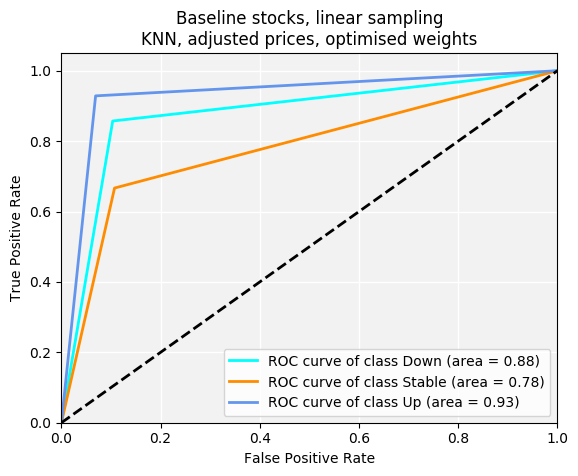 Baseline stocks, linear sampling
KNN, adjusted prices, optimised weights
True Positive Rate
1.0
0.8
0.6
0.4
0.2
0.0
ROC curve of class Down (area = 0.88)
ROC curve of class Stable (area = 0.78)
ROC curve of class Up (area = 0.93)
0.0 0.2 0.4 0.6 0.8 1.0
False Positive Rate